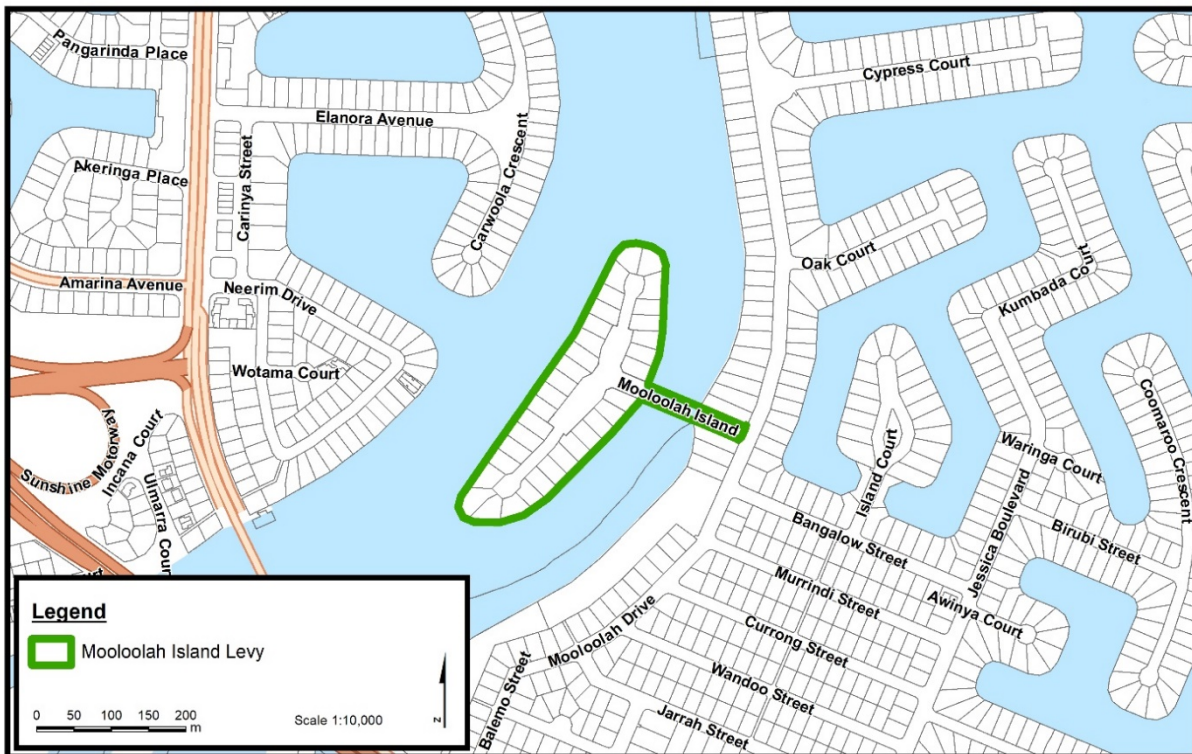 Pangarinda Place
Cypress Court
Elanora Avenue
Carinya Street
Carwoola Crescent
Akeringa Place
Oak Court
Kumbada Court
Amarina Avenue
Neerim Drive
Wotama Court
Mooloolah Island
Coomaroo Crescent
Sunshine Motorway
Incana Court
Ulmarra Court
Island Court
Waringa Court
Jessica Boulevard
Birubi Street
Bangalow Street
Murrindi Street
Awinya Court
Currong Street
Mooloolah Drive
Wandoo Street
Balemo Street
Jarrah Street
Legend
Mooloolah Island Levy
0 50 100 150 200
m
Scale 1:10,000
N